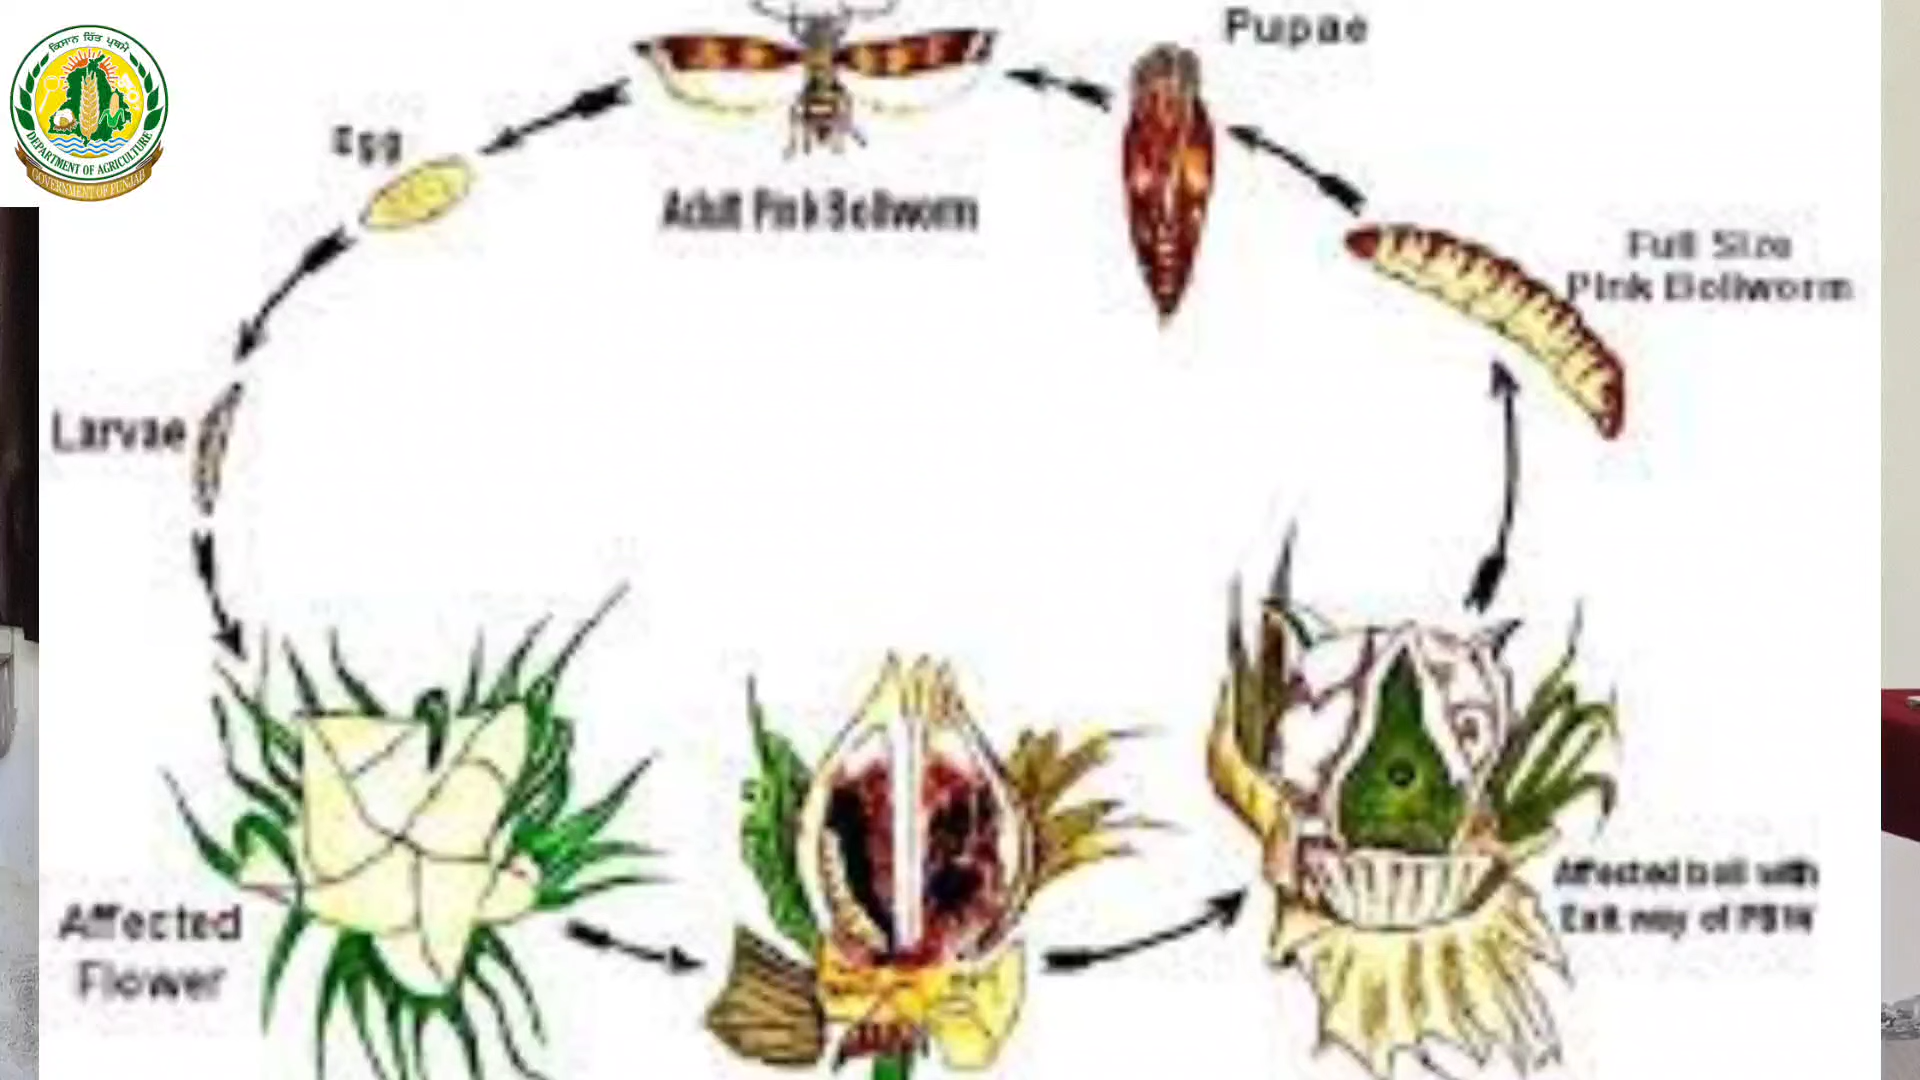 ਕਿਸਾਨ ਹਿੱਤ ਪ੍ਰਥਮੈ
DEPARTMENT OF AGRICULTURE
GOVERNMENT OF PUNJAB
Pupae
Egg
Adult Pink Bollworm
Full Size
Pink Bollworm
Larvae
Affected boll with
Exit way of PBW
Affected
Flower